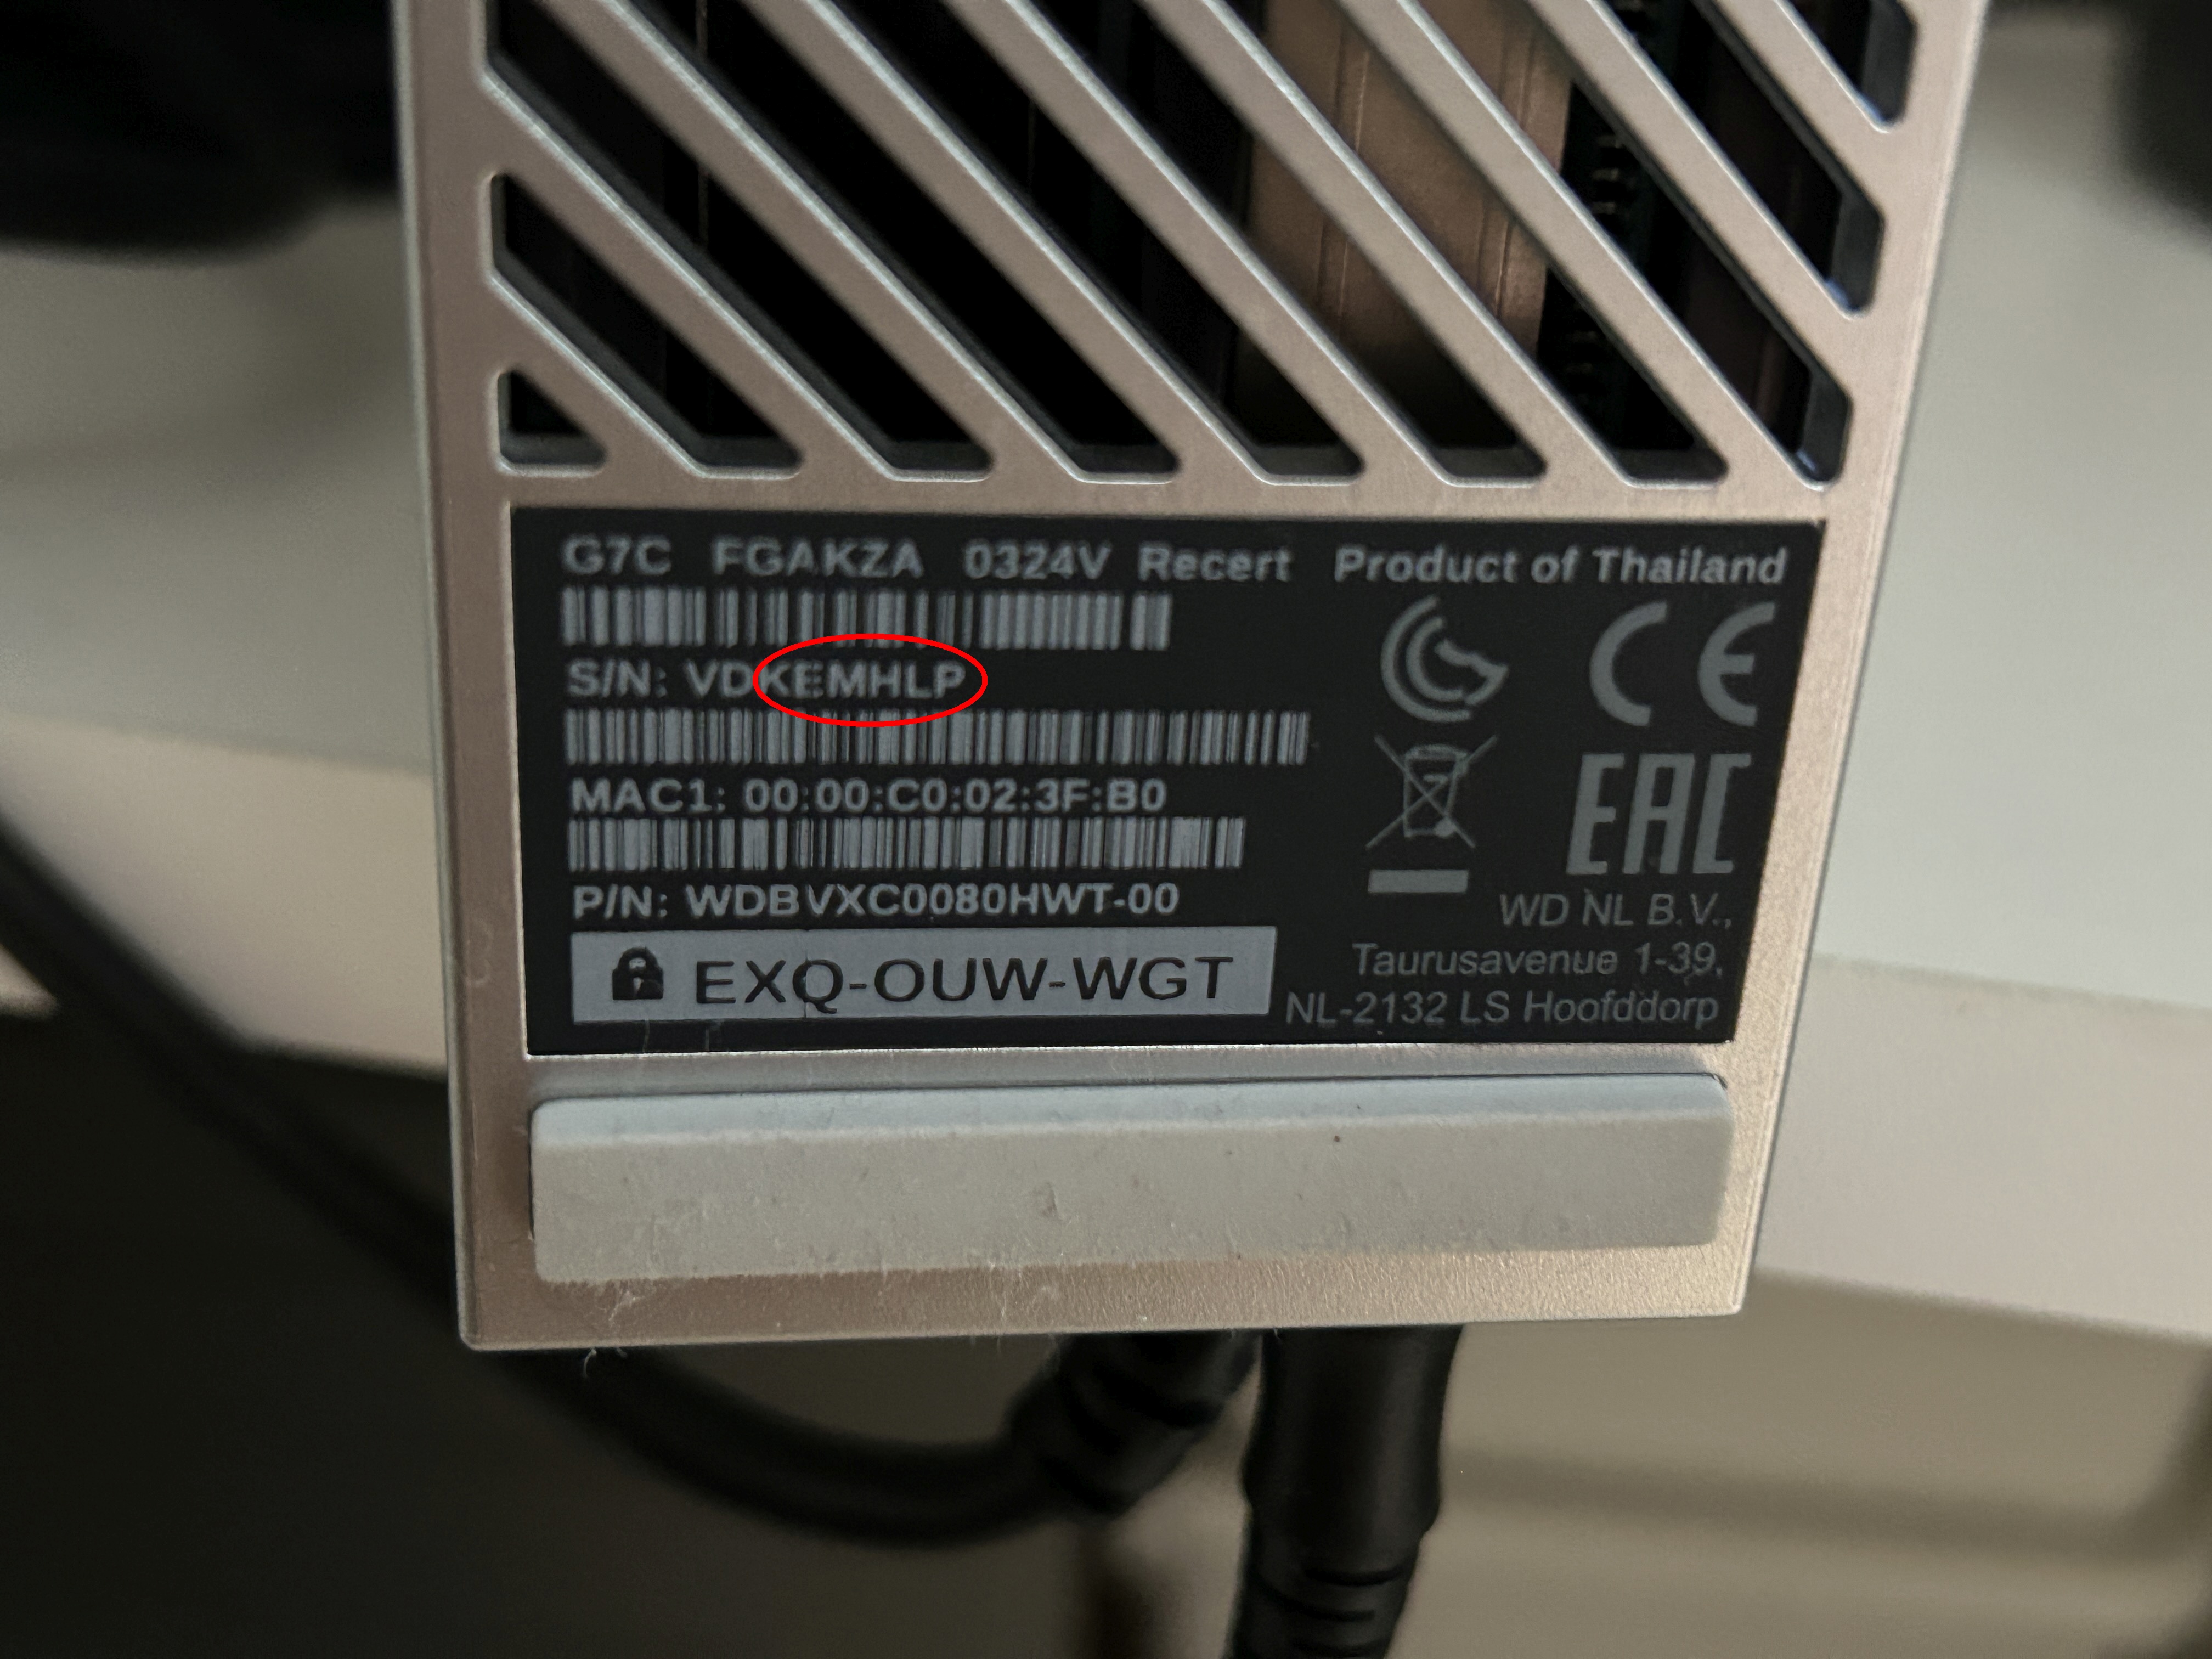 G7C FGAKZA 0324V Recert Product of Thailand
S/N: VDKEMHLP
MAC1: 00:00:C0:02:3F:B0
P/N: WDBVXC0080HWT-00
EXQ-OUW-WGT
CE
EAC
WD NL B.V.,
Taurusavenue 1-39,
NL-2132 LS Hoofddorp